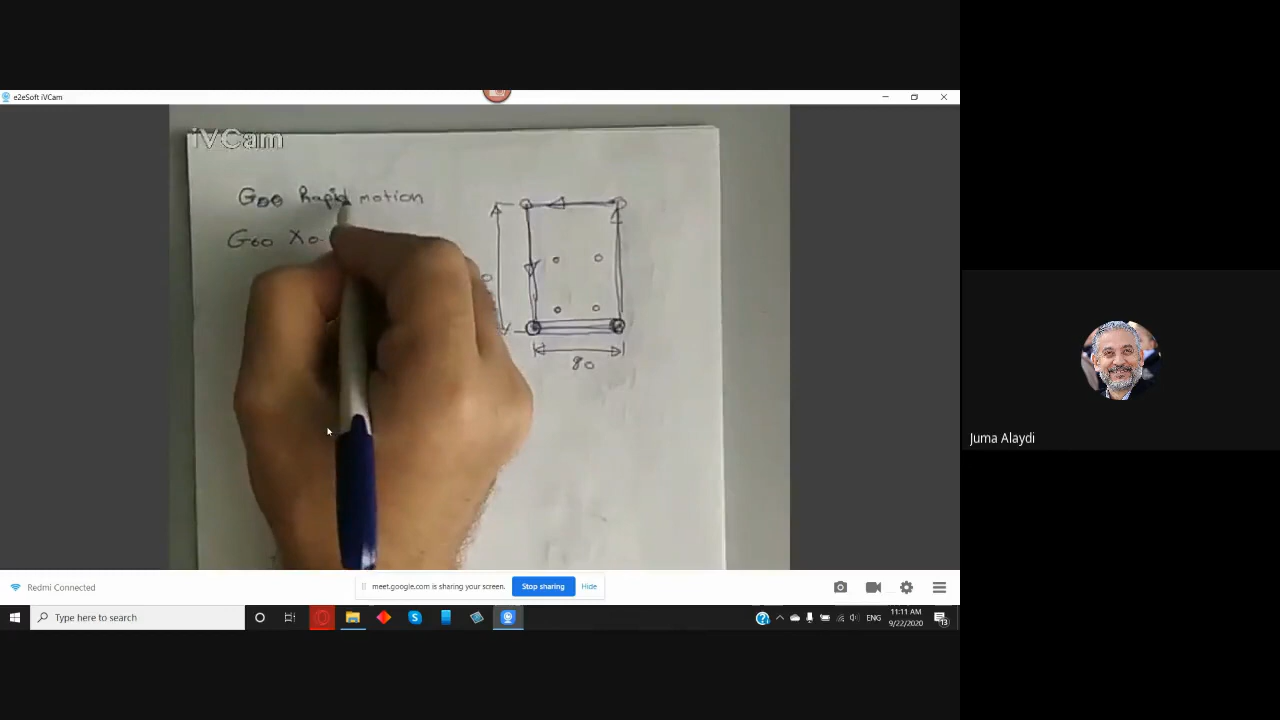 e2eSoft iVCam
iVCam
G00 Rapid motion
G00 X0.
80
Juma Alaydi
Redmi Connected
meet.google.com is sharing your screen.
Stop sharing
Hide
Type here to search
ENG
11:11 AM
9/22/2020
13